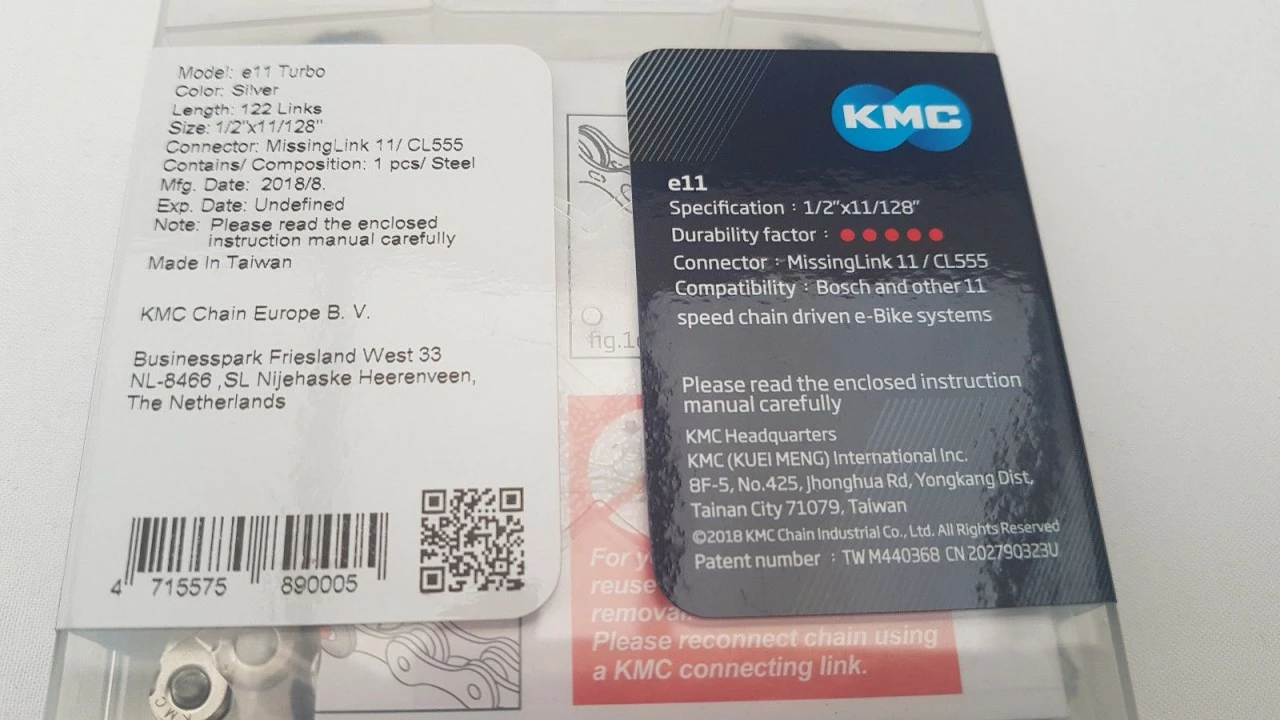 Model: e11 Turbo
Color: Silver
Length: 122 Links
Size: 1/2"x11/128"
Connector: MissingLink 11/ CL555
Contains/ Composition: 1 pcs/ Steel
Mfg. Date: 2018/8.
Exp. Date: Undefined
Note: Please read the enclosed
instruction manual carefully
Made In Taiwan
KMC Chain Europe B. V.
Businesspark Friesland West 33
NL-8466 ,SL Nijehaske Heerenveen,
The Netherlands
4 715575 890005
KMC
e11
Specification : 1/2"x11/128"
Durability factor :
Connector : MissingLink 11 / CL555
Compatibility : Bosch and other 11
speed chain driven e-Bike systems
Please read the enclosed instruction
manual carefully
KMC Headquarters
KMC (KUEI MENG) International Inc.
8F-5, No.425, Jhonghua Rd, Yongkang Dist,
Tainan City 71079, Taiwan
©2018 KMC Chain Industrial Co., Ltd. All Rights Reserved
Patent number : TW M440368 CN 202790323U
fig.1
For
reuse
Please reconnect chain using
a KMC connecting link.
KMC